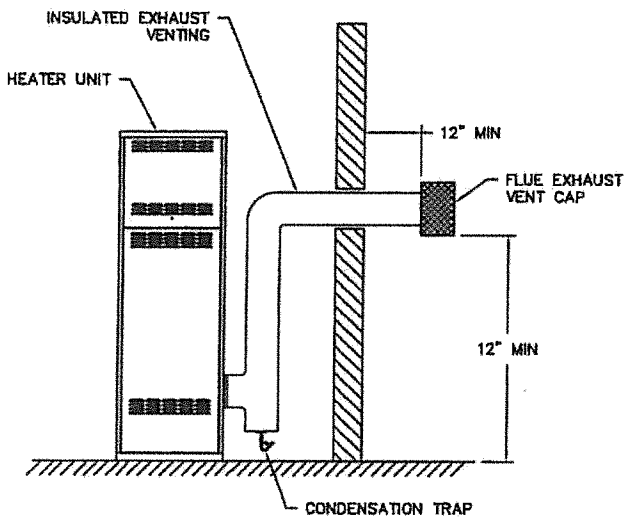 INSULATED EXHAUST
VENTING
HEATER UNIT
12" MIN
FLUE EXHAUST
VENT CAP
12" MIN
CONDENSATION TRAP